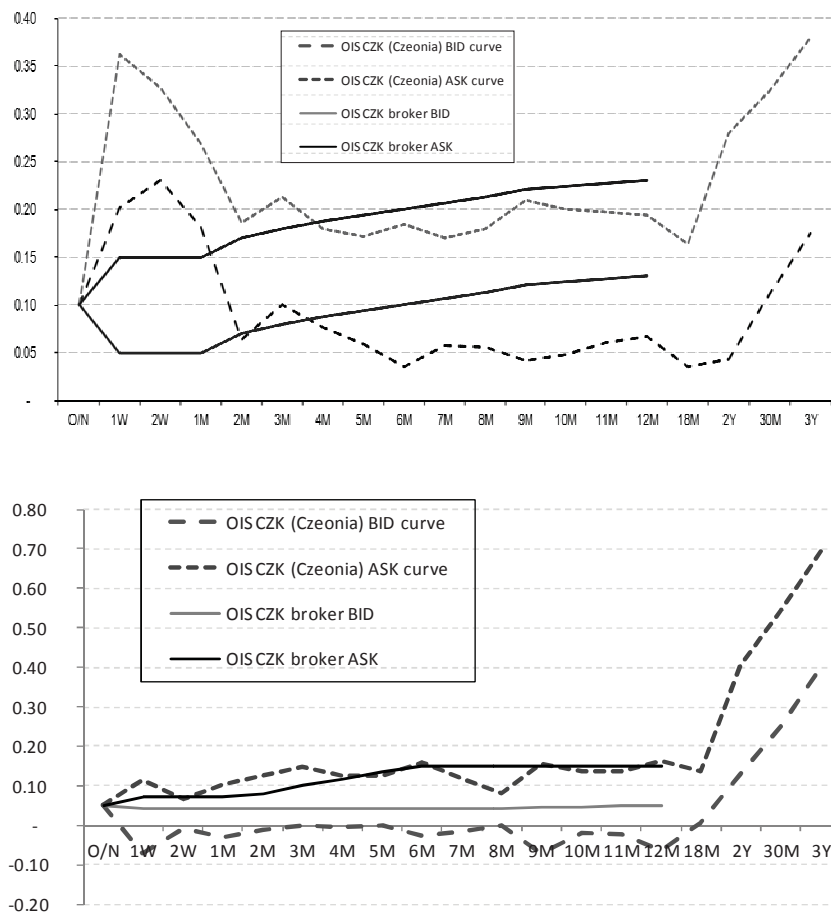 0.40
OIS CZK (Czeonia) BID curve
0.35
OIS CZK (Czeonia) ASK curve
0.30
OIS CZK broker BID
0.25
OIS CZK broker ASK
0.20
0.15
0.10
0.05
-
O/N 1W 2W 1M 2M 3M 4M 5M 6M 7M 8M 9M 10M 11M 12M 18M 2Y 30M 3Y
0.80
OIS CZK (Czeonia) BID curve
0.70
OIS CZK (Czeonia) ASK curve
0.60
OIS CZK broker BID
0.50
OIS CZK broker ASK
0.40
0.30
0.20
0.10
-
O/N 1W 2W 1M 2M 3M 4M 5M 6M 7M 8M 9M 10M 11M 12M 18M 2Y 30M 3Y
-0.10
-0.20